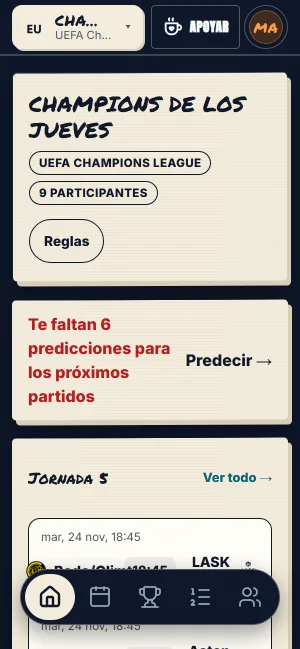 EU
CHA...
UEFA Ch...
APOYAR
MA
CHAMPIONS DE LOS
JUEVES
UEFA CHAMPIONS LEAGUE
9 PARTICIPANTES
Reglas
Te faltan 6
predicciones para
los próximos
partidos
Predecir →
JORNADA 5
Ver todo →
mar, 24 nov, 18:45
LASK
mar, 24 nov, 18:45